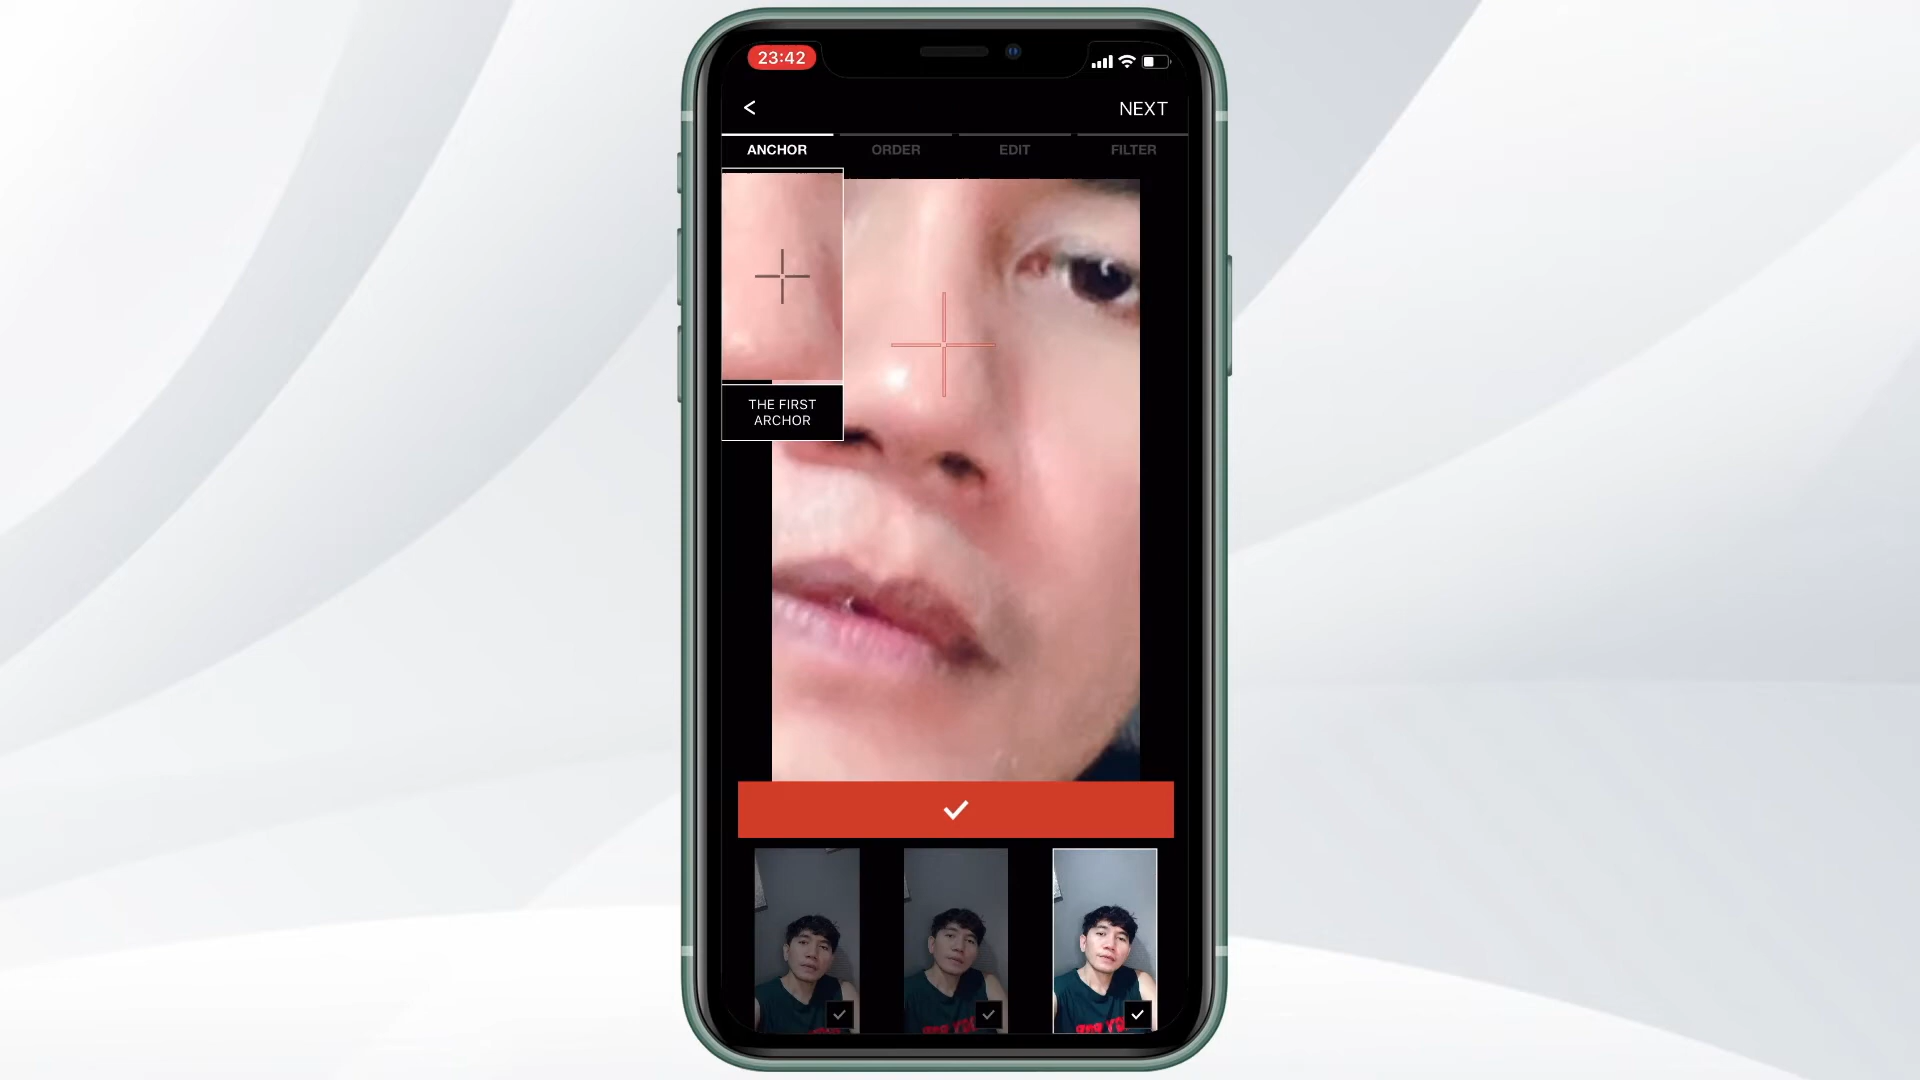 23:42
<
NEXT
ANCHOR
ORDER
EDIT
FILTER
THE FIRST
ARCHOR